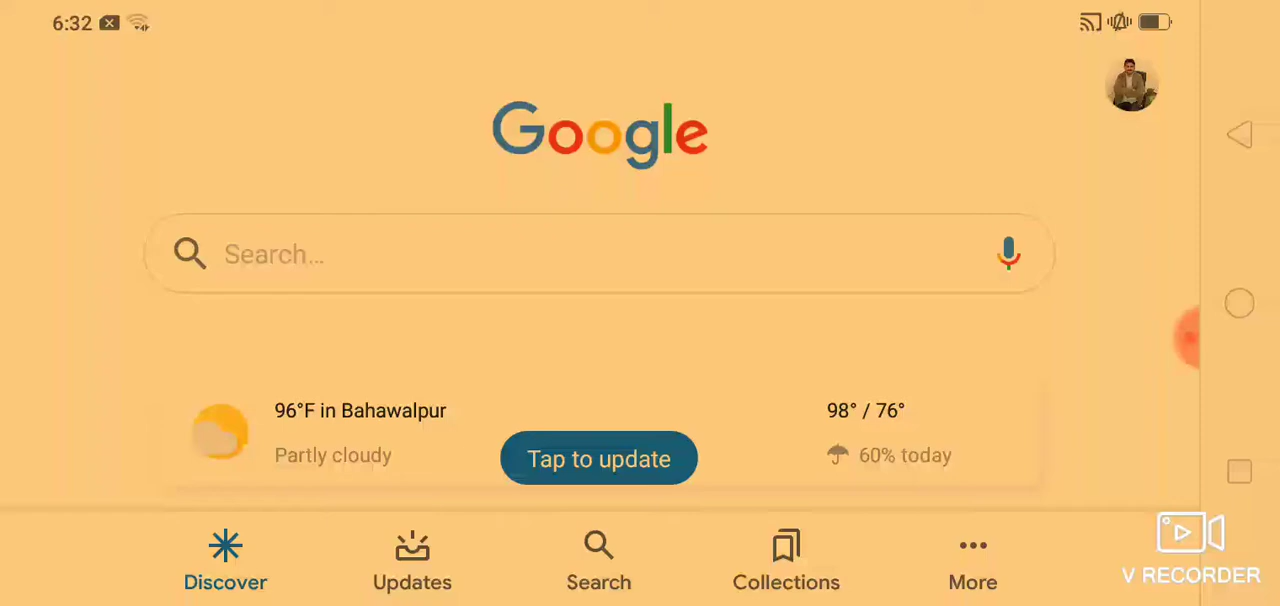 6:32
Google
Search...
96°F in Bahawalpur
98° / 76°
Partly cloudy
Tap to update
60% today
Discover
Updates
Search
Collections
More
V RECORDER